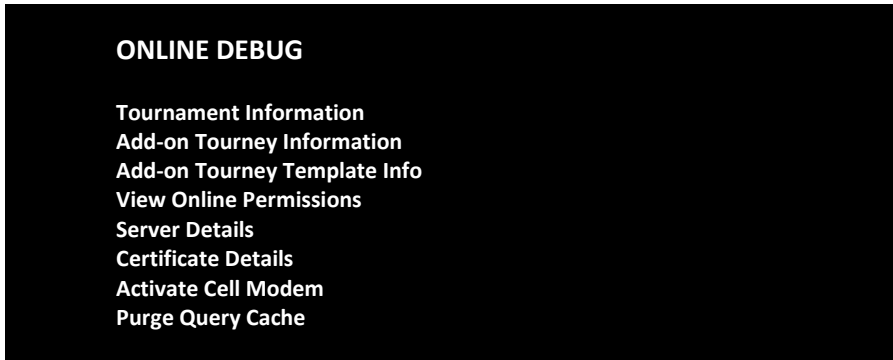 ONLINE DEBUG
Tournament Information
Add-on Tourney Information
Add-on Tourney Template Info
View Online Permissions
Server Details
Certificate Details
Activate Cell Modem
Purge Query Cache